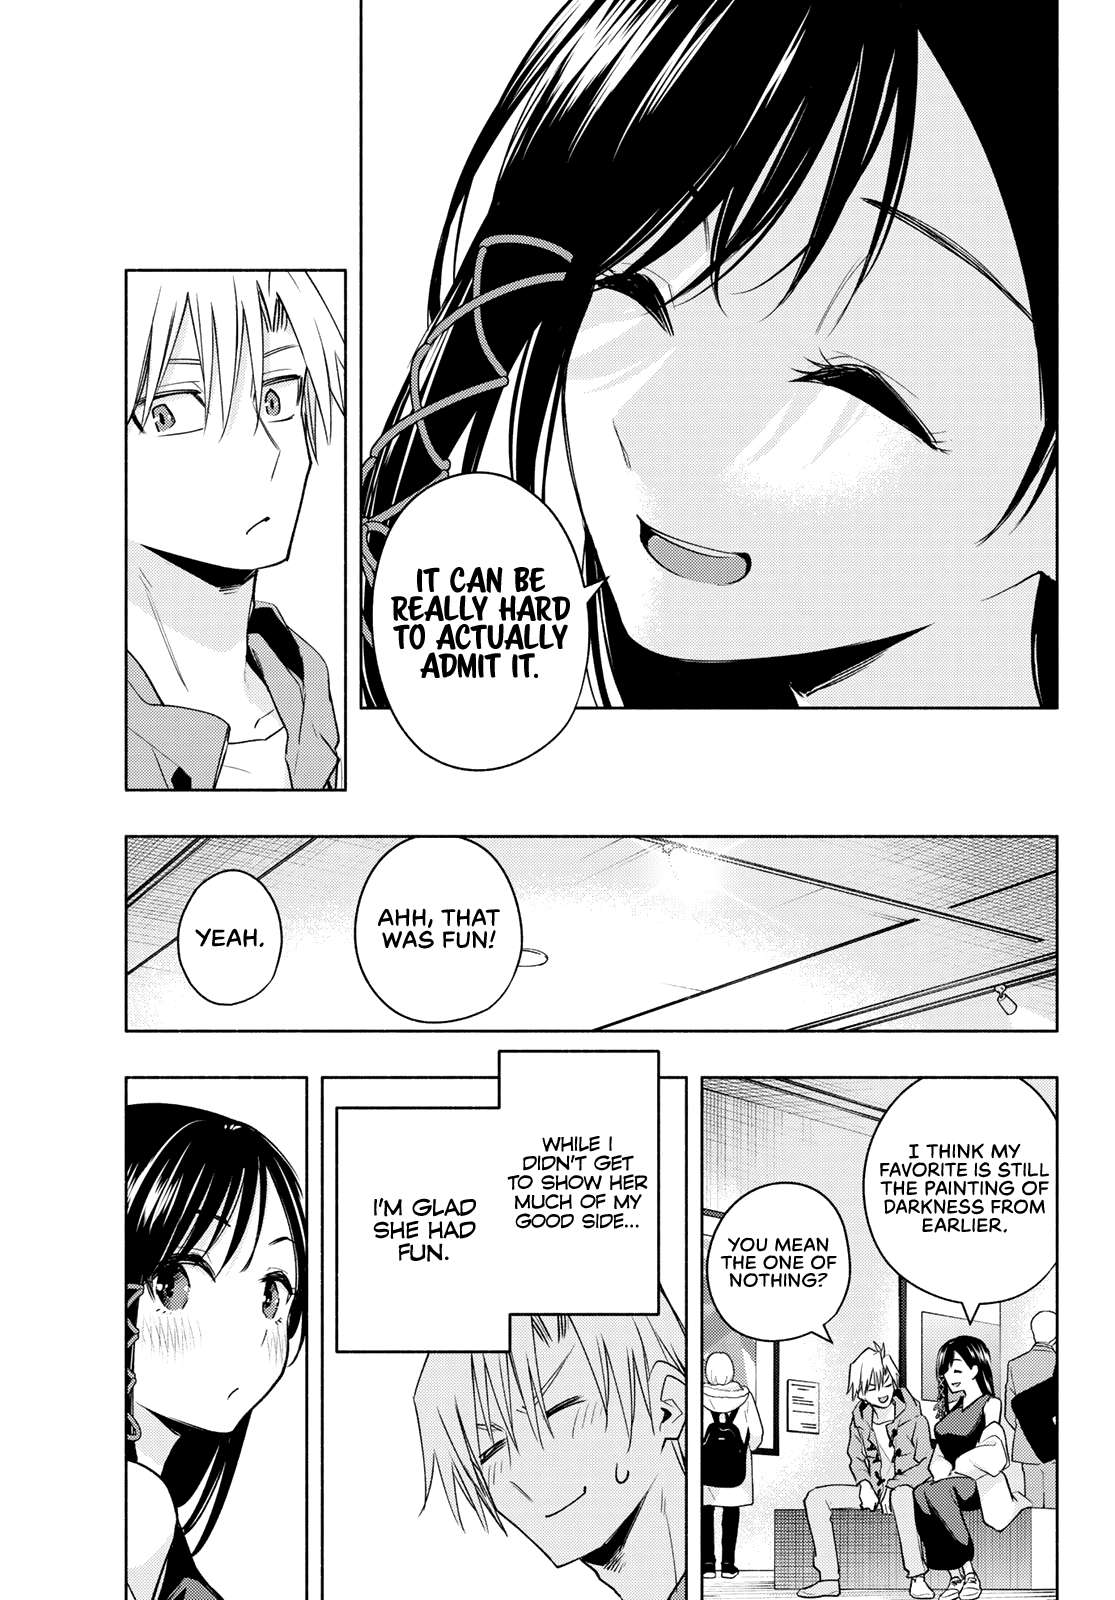 IT CAN BE
REALLY HARD
TO ACTUALLY
ADMIT IT.
AHH, THAT
WAS FUN!
YEAH.
I THINK MY
FAVORITE IS STILL
THE PAINTING OF
DARKNESS FROM
EARLIER.
YOU MEAN
THE ONE OF
NOTHING?
WHILE I
DIDN'T GET
TO SHOW HER
MUCH OF MY
GOOD SIDE...
I'M GLAD
SHE HAD
FUN.